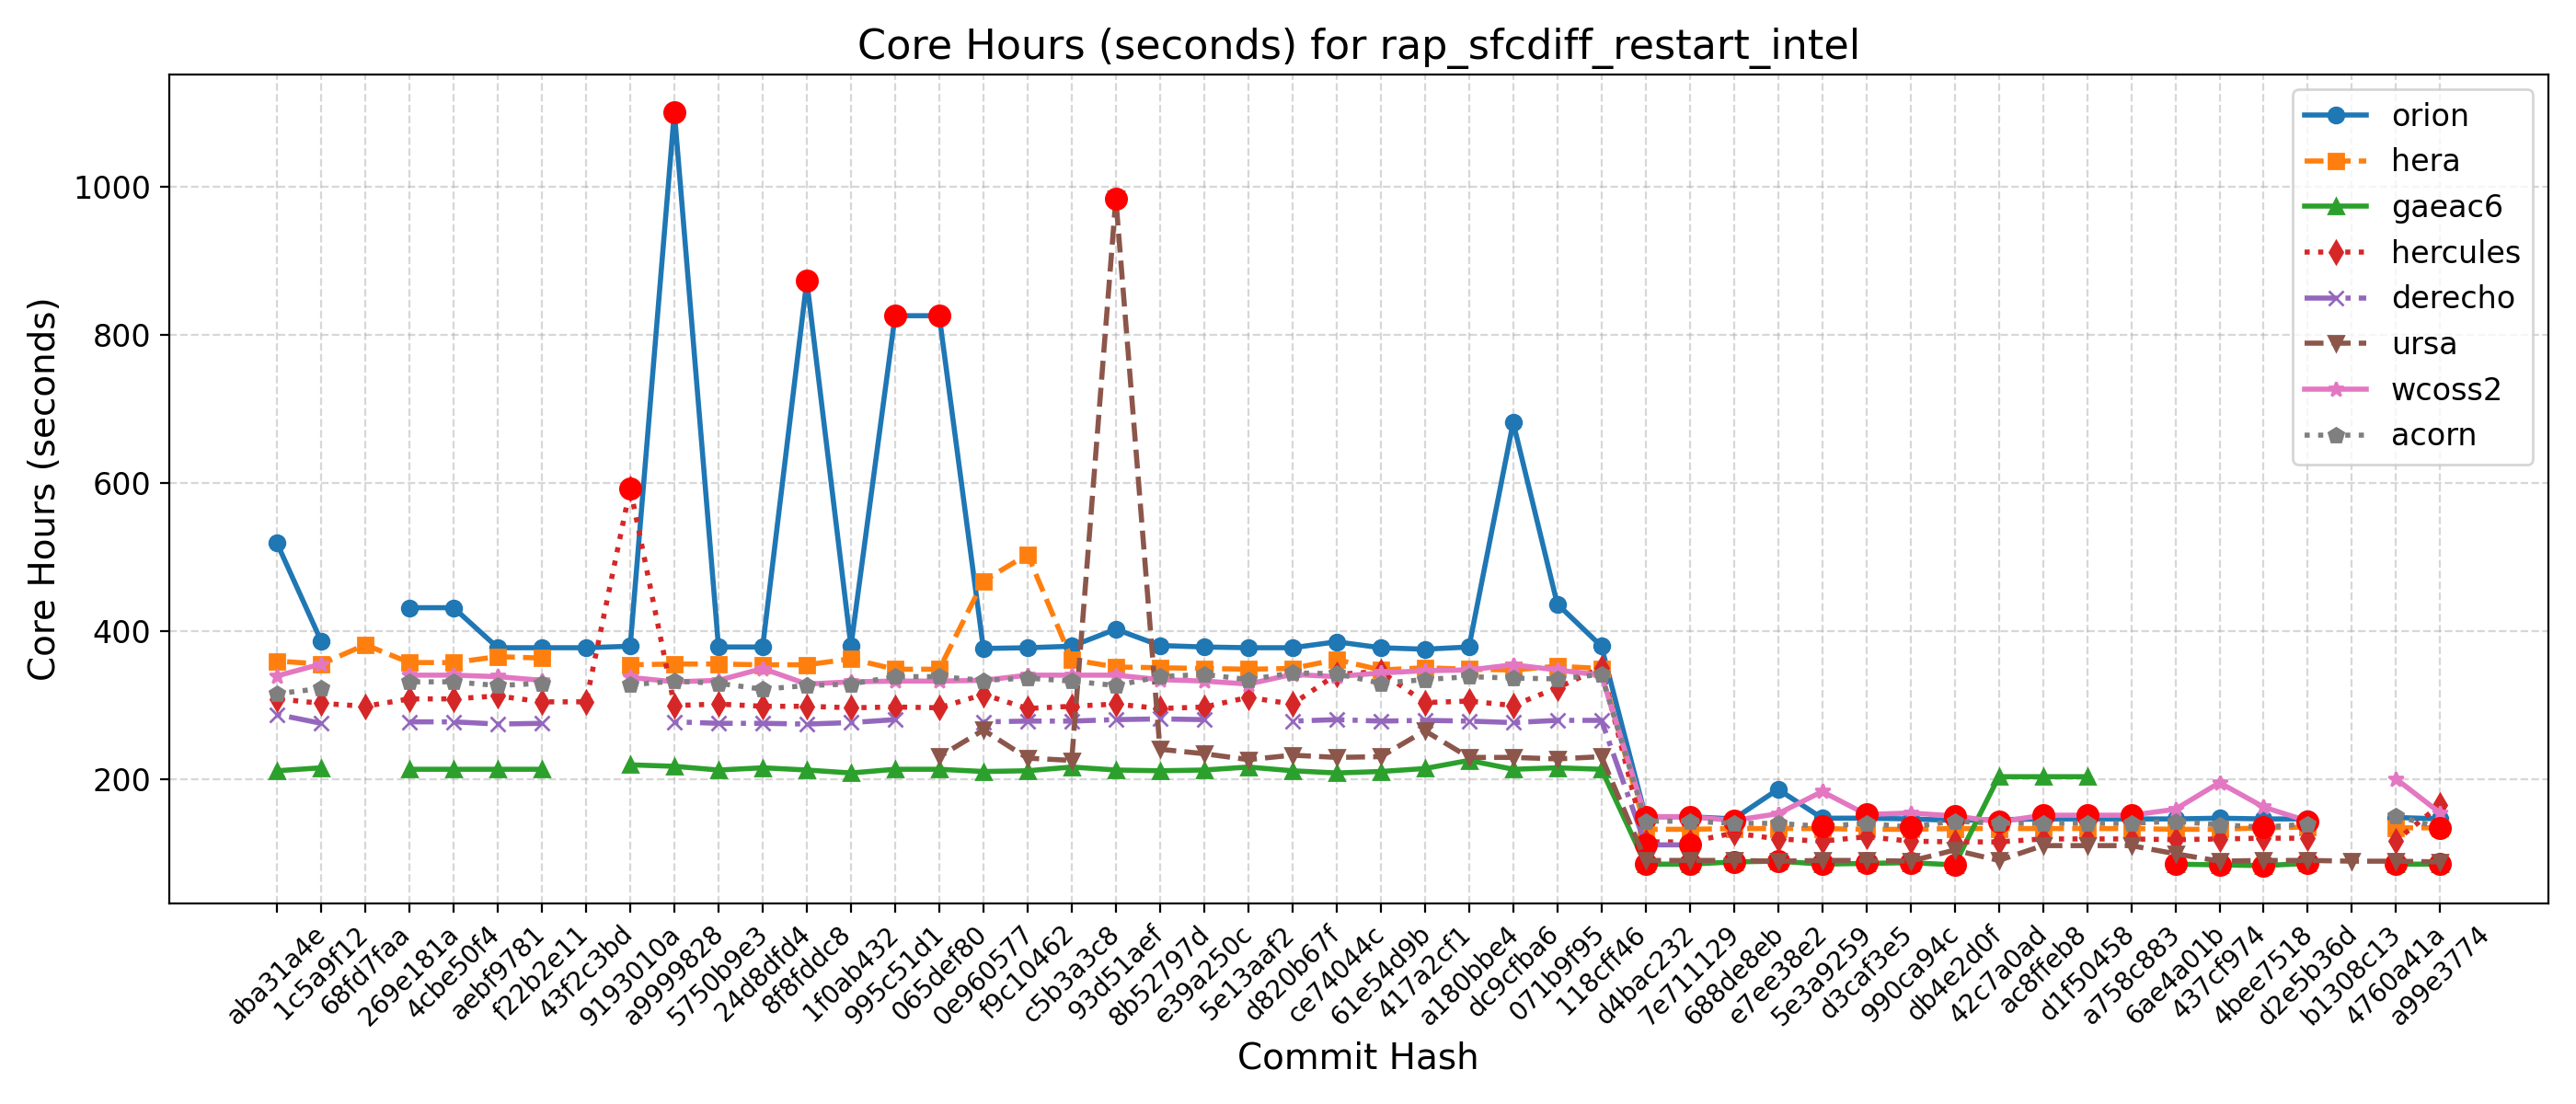 Core Hours (seconds) for rap_sfcdiff_restart_intel
Core Hours (seconds)
1000
800
600
400
200
orion
hera
gaeac6
hercules
derecho
ursa
wcoss2
acorn
aba31a4e
1c5a9f12
68fd7faa
269e181a
4cbe50f4
aebf9781
f22b2e11
43f2c3bd
9193010a
a9999828
5750b9e3
24d8dfd4
8f8fddc8
1f0ab432
995c51d1
065def80
0e960577
f9c10462
c5b3a3c8
93d51aef
8b52797d
e39a250c
5e13aaf2
d820b67f
ce74044c
61e54d9b
417a2cf1
a180bbe4
dc9cfba6
071b9f95
118cff46
d4bac232
7e711129
688de8eb
e7ee38e2
5e3a9259
d3caf3e5
990ca94c
db4e2d0f
42c7a0ad
ac8ffeb8
d1f50458
a758c883
6ae4a01b
437cf974
4bee7518
d2e5b36d
b1308c13
4760a41a
a99e3774
Commit Hash